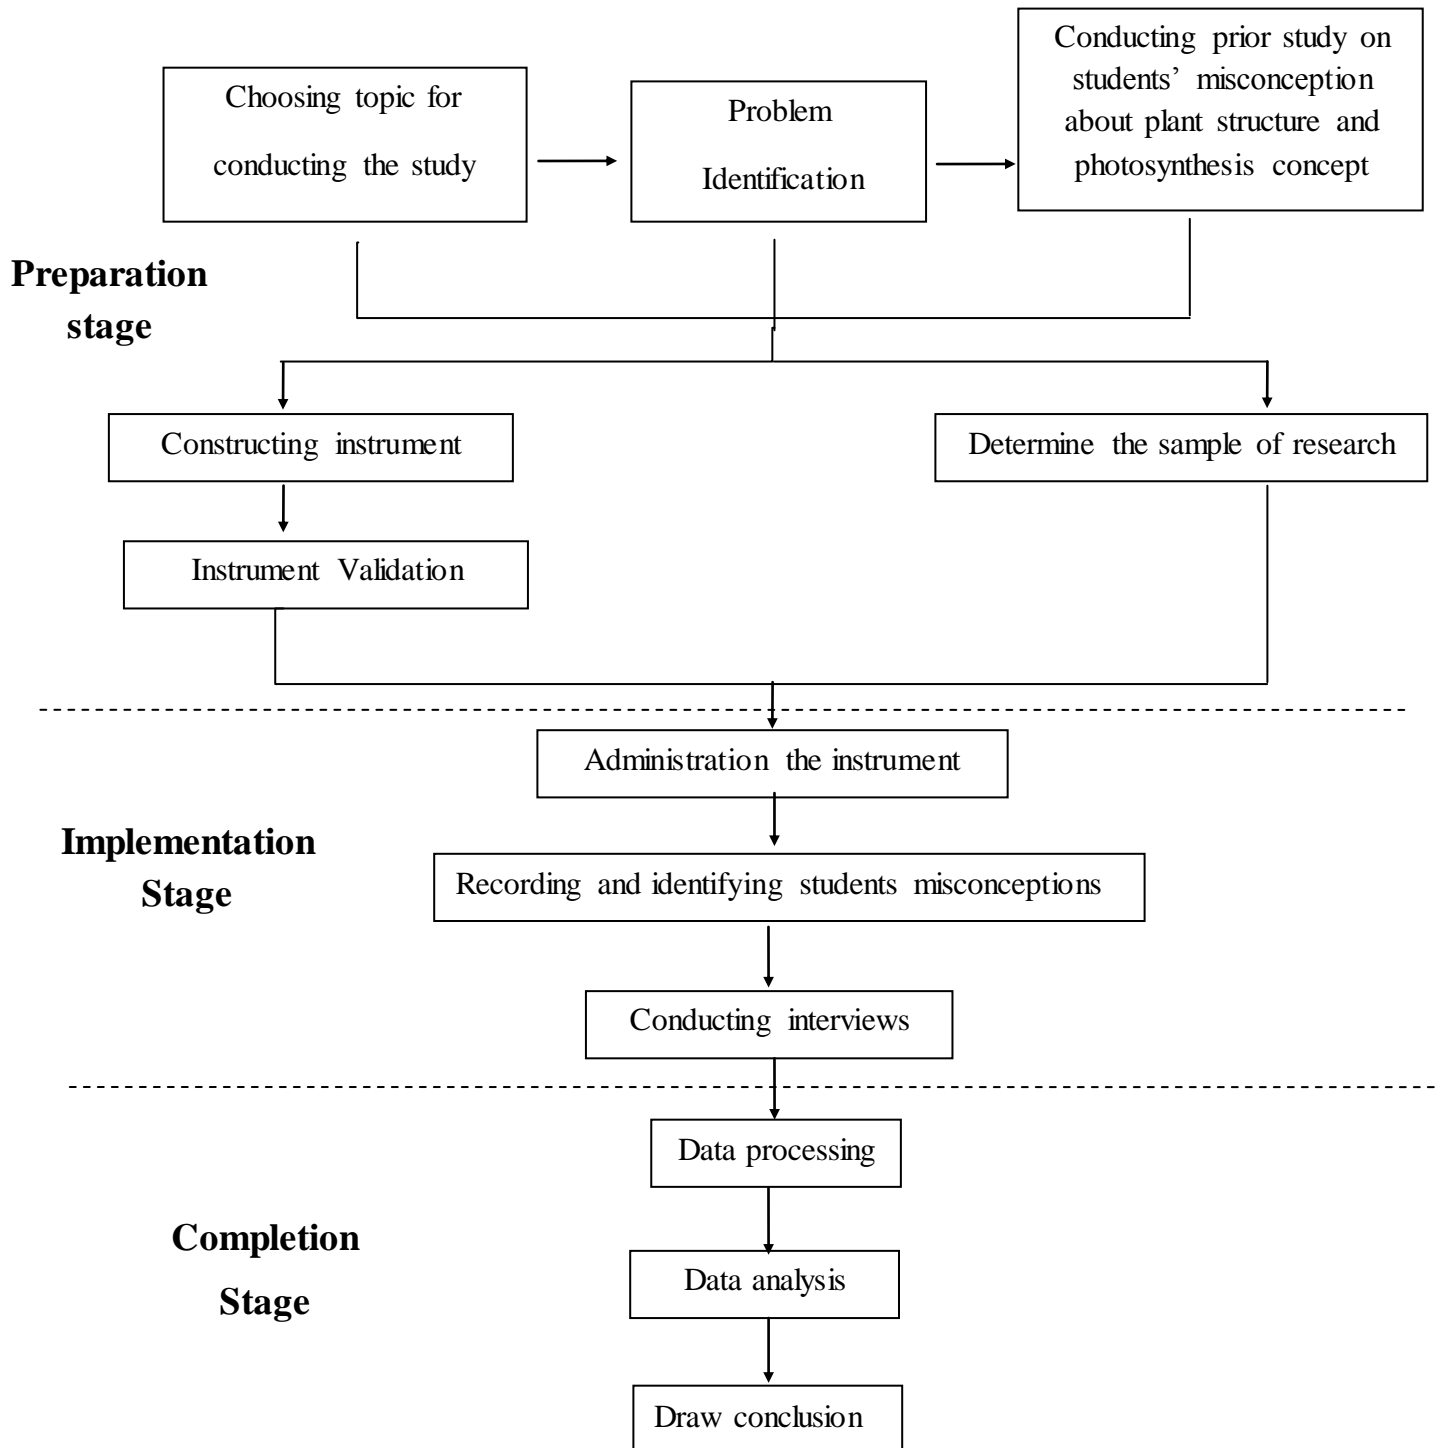 Choosing topic for
conducting the study
Problem
Identification
Conducting prior study on
students’ misconception
about plant structure and
photosynthesis concept
Preparation
stage
Constructing instrument
Determine the sample of research
Instrument Validation
Administration the instrument
Implementation
Stage
Recording and identifying students misconceptions
Conducting interviews
Data processing
Completion
Stage
Data analysis
Draw conclusion